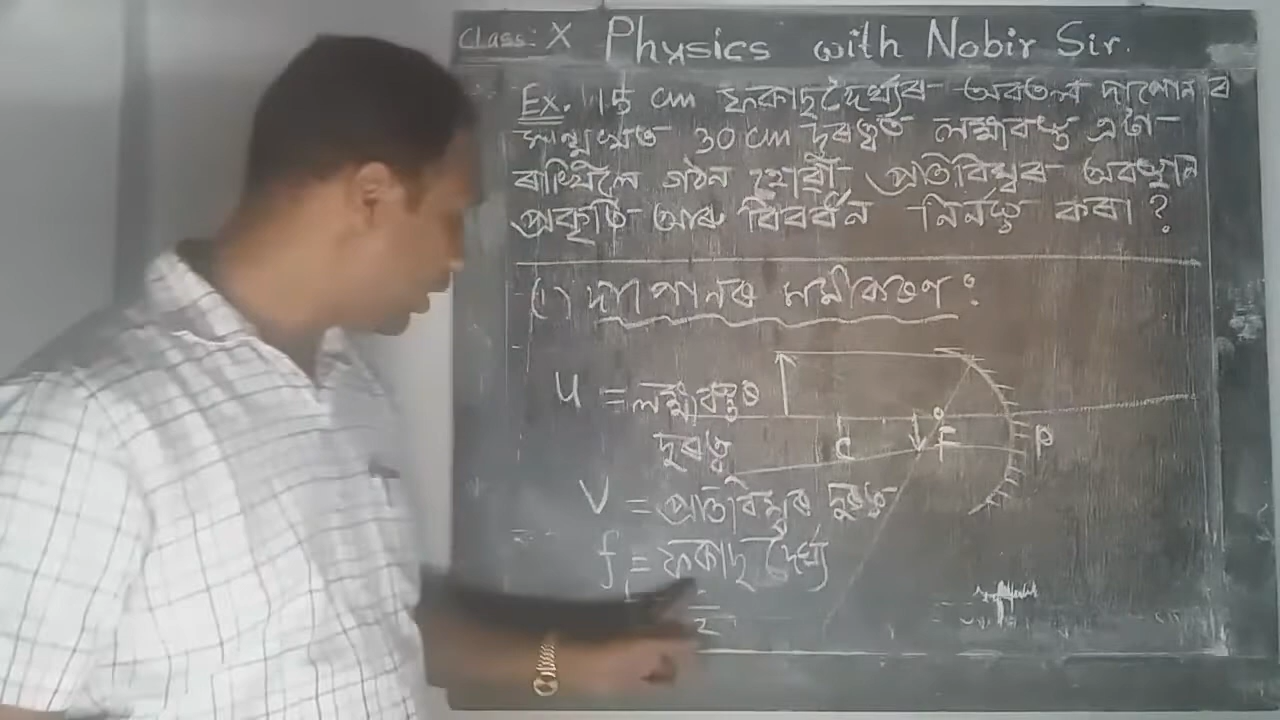 Class: X Physics with Nobir Sir.
Ex. 15 cm ফকাছ দৈৰ্ঘ্যৰ অৱতল দাপোনৰ
সন্মুখত 30 cm দূৰত্বত লক্ষ্যবস্তু এটা
ৰাখিলে গঠন হোৱা প্ৰতিবিম্বৰ অৱস্থান
প্ৰকৃতি আৰু বিবৰ্ধন নিৰ্ণয় কৰা ?
(i) দাপোনৰ সমীকৰণ :
u = লক্ষ্যবস্তুৰ
দূৰত্ব
C F P
v = প্ৰতিবিম্বৰ দূৰত্ব
f = ফকাছ দৈৰ্ঘ্য